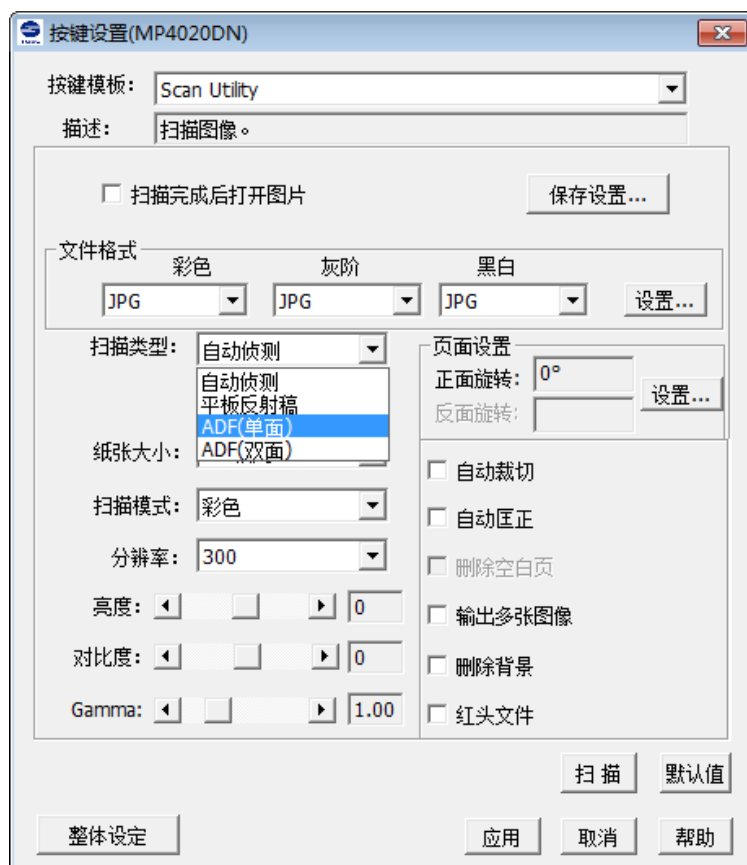 按键设置(MP4020DN)
按键模板: Scan Utility
描述: 扫描图像。
扫描完成后打开图片 保存设置...
文件格式
彩色 灰阶 黑白
JPG JPG JPG 设置...
扫描类型: 自动侦测
页面设置
自动侦测
正面旋转: 0° 设置...
平板反射稿
反面旋转:
ADF(单面)
ADF(双面)
纸张大小:
自动裁切
扫描模式: 彩色
自动匡正
分辨率: 300
删除空白页
亮度: 0
输出多张图像
对比度: 0
删除背景
Gamma: 1.00
红头文件
扫 描 默认值
整体设定 应用 取消 帮助